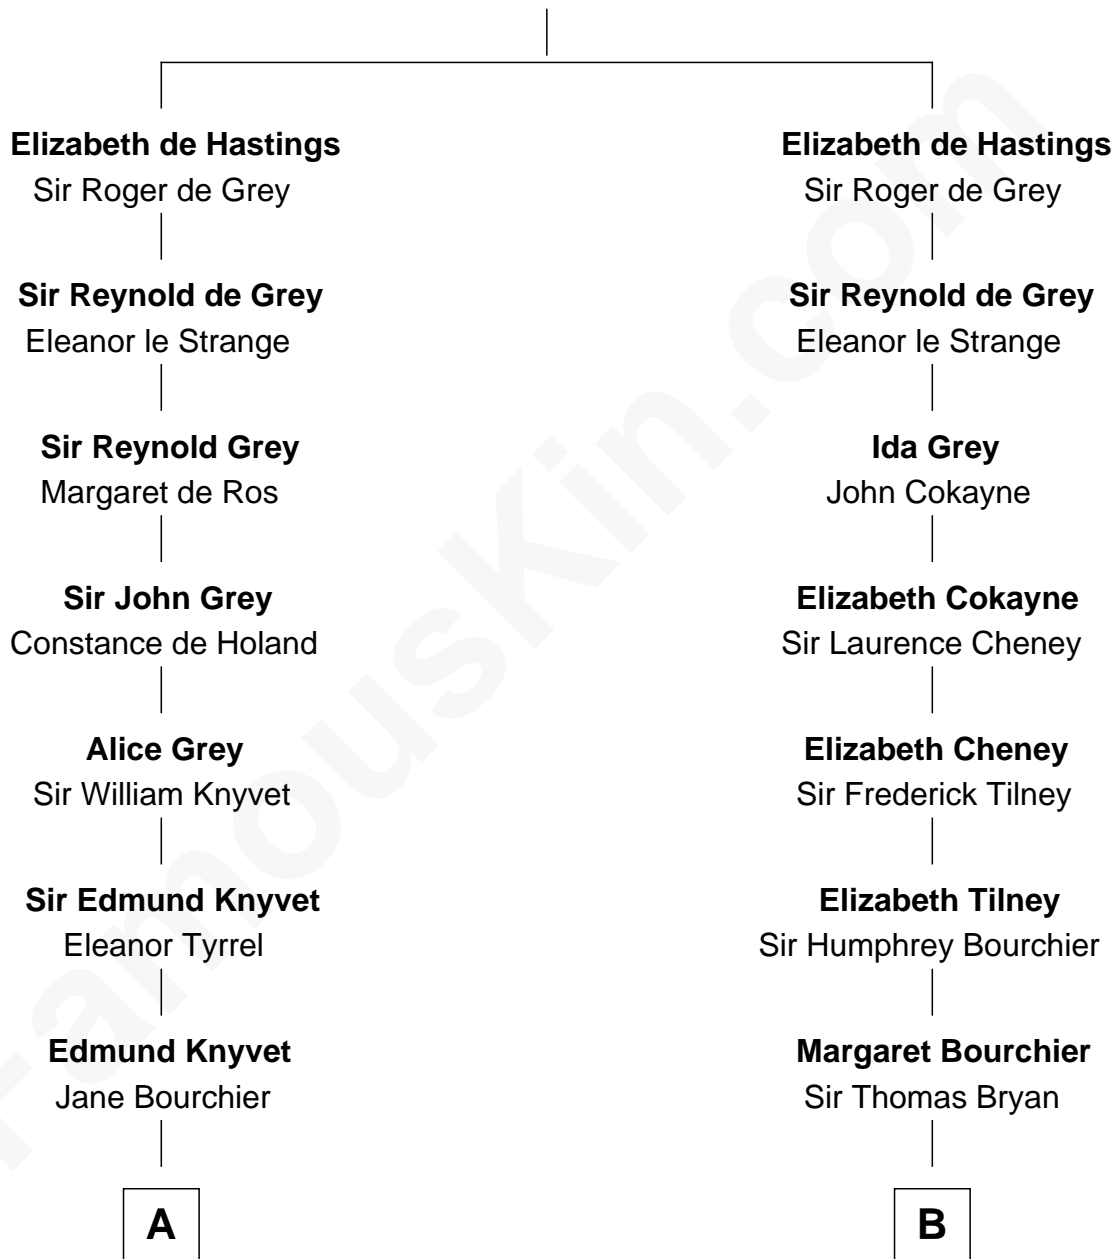 Elizabeth de Hastings
Sir Roger de Grey
Elizabeth de Hastings
Sir Roger de Grey
Sir Reynold de Grey
Eleanor le Strange
Sir Reynold de Grey
Eleanor le Strange
Sir Reynold Grey
Margaret de Ros
Ida Grey
John Cokayne
Sir John Grey
Constance de Holand
Elizabeth Cokayne
Sir Laurence Cheney
Alice Grey
Sir William Knyvet
Elizabeth Cheney
Sir Frederick Tilney
Sir Edmund Knyvet
Eleanor Tyrrel
Elizabeth Tilney
Sir Humphrey Bourchier
Edmund Knyvet
Jane Bourchier
Margaret Bourchier
Sir Thomas Bryan
A
B
FamousKin.com